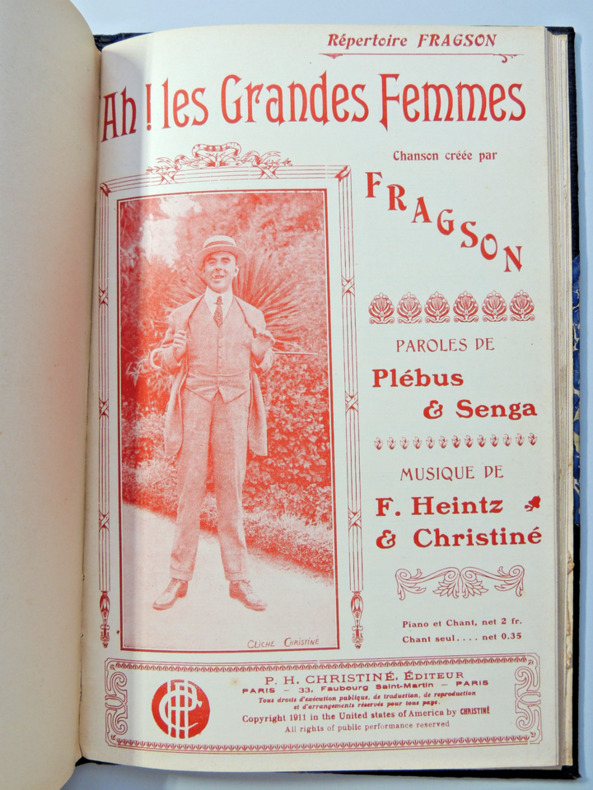 Répertoire FRAGSON
Ah! les Grandes Femmes
Chanson créée par
FRAGSON
PAROLES DE
Plébus
& Senga
MUSIQUE DE
F. Heintz
& Christiné
CLICHÉ CHRISTINÉ
Piano et Chant, net 2 fr.
Chant seul.... net 0.35
P. H. CHRISTINÉ, ÉDITEUR
PARIS — 33, Faubourg Saint-Martin — PARIS
Tous droits d'exécution publique, de traduction, de reproduction
et d'arrangements réservés pour tous pays.
Copyright 1911 in the United states of America by CHRISTINÉ
All rights of public performance reserved